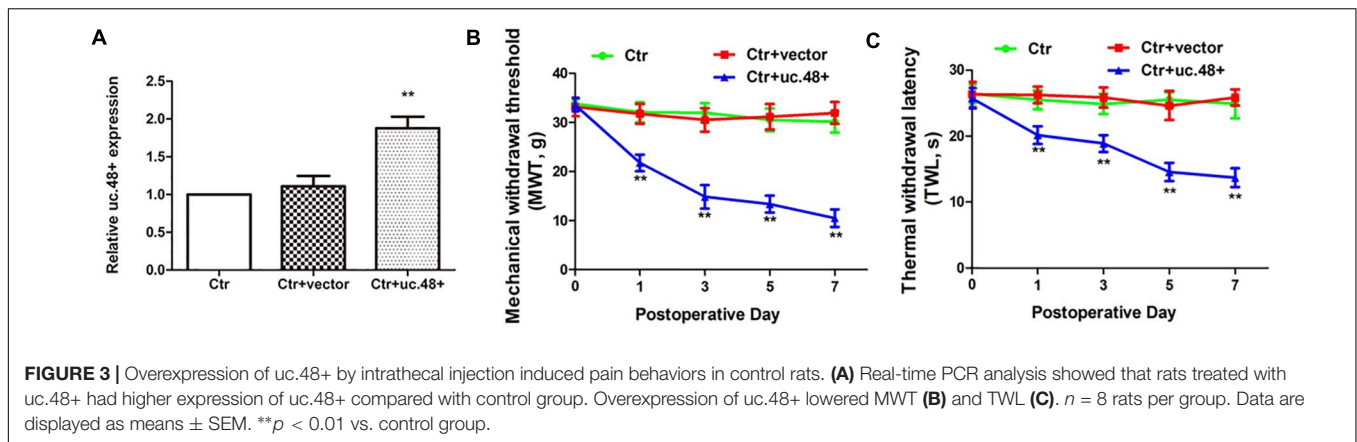 A
Relative uc.48+ expression
2.5
2.0
1.5
1.0
0.5
0.0
**
Ctr
Ctr+vector
Ctr+uc.48+
B
Ctr
Ctr+vector
Ctr+uc.48+
Mechanical withdrawal threshold
(MWT, g)
40
30
20
10
0
**
**
**
**
0
1
3
5
7
Postoperative Day
C
Ctr
Ctr+vector
Ctr+uc.48+
Thermal withdrawal latency
(TWL, s)
30
20
10
0
**
**
**
**
0
1
3
5
7
Postoperative Day
FIGURE 3 | Overexpression of uc.48+ by intrathecal injection induced pain behaviors in control rats. (A) Real-time PCR analysis showed that rats treated with
uc.48+ had higher expression of uc.48+ compared with control group. Overexpression of uc.48+ lowered MWT (B) and TWL (C). n = 8 rats per group. Data are
displayed as means ± SEM. **p < 0.01 vs. control group.